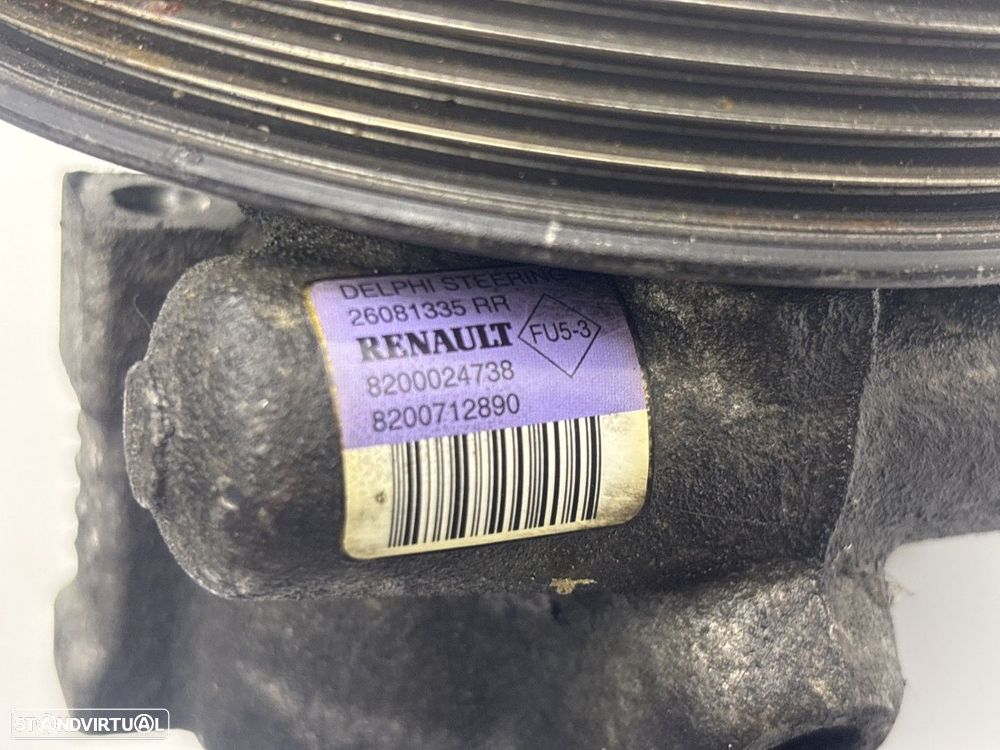 DELPHI STEERING
26081335 RR
RENAULT FU5-3
8200024738
8200712890
STANDVIRTUAL